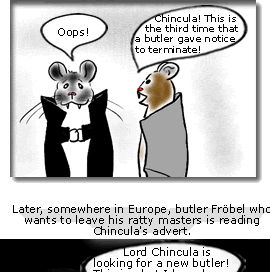 Oops!
Chincula! This is
the third time that
a butler gave notice
to terminate!
Later, somewhere in Europe, butler Fröbel who
wants to leave his ratty masters is reading
Chincula's advert.
Lord Chincula is
looking for a new butler!